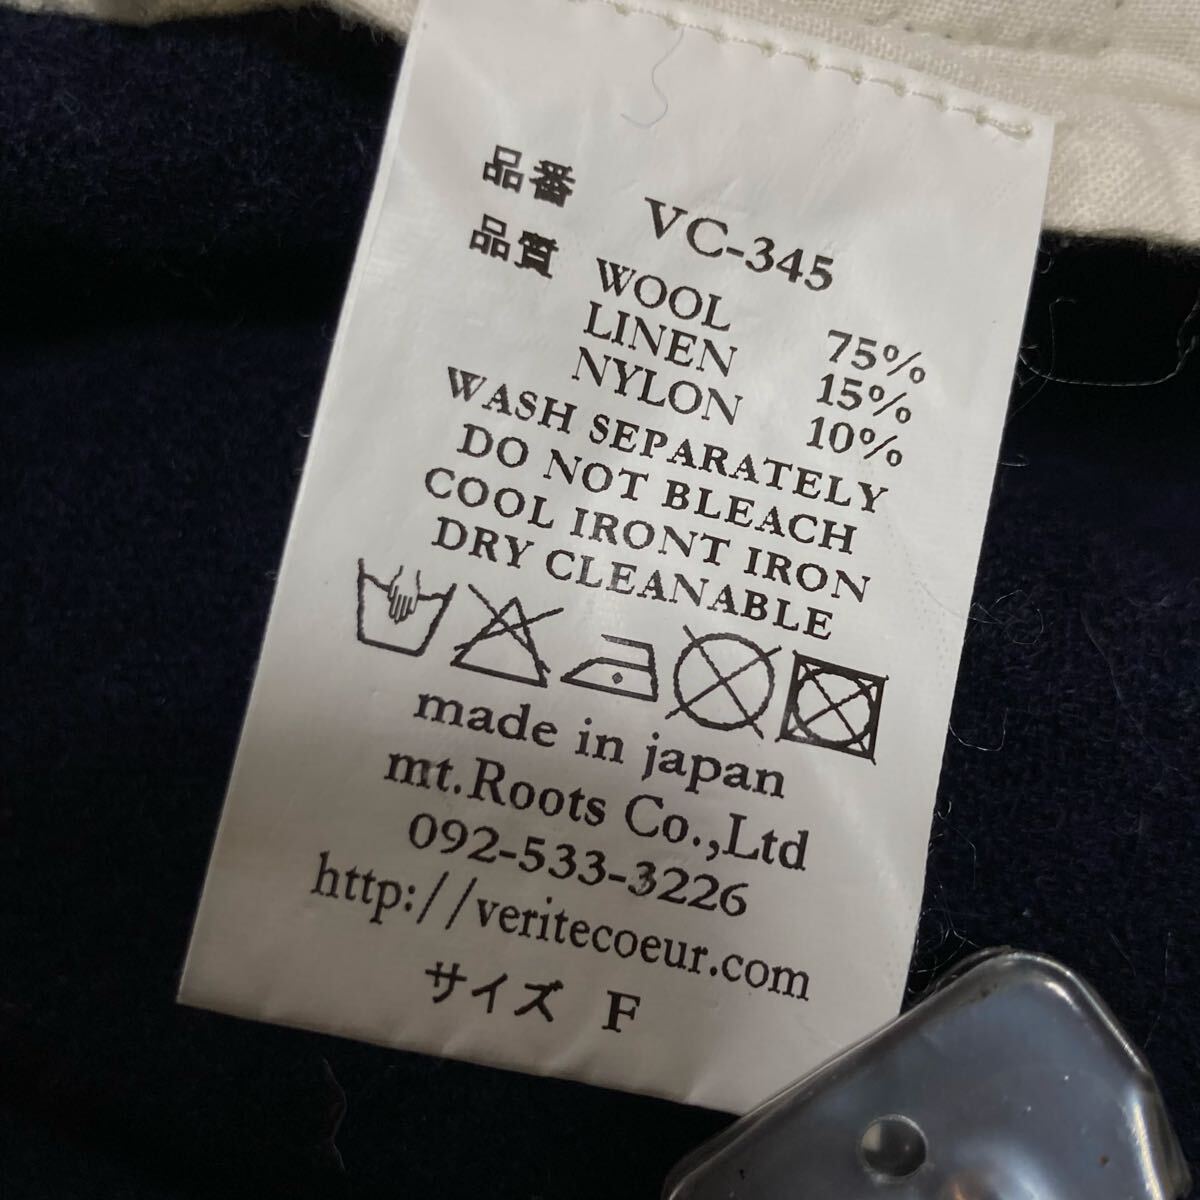 品番 VC-345
品質 WOOL 75%
LINEN 15%
NYLON 10%
WASH SEPARATELY
DO NOT BLEACH
COOL IRONT IRON
DRY CLEANABLE
made in japan
mt.Roots Co.,Ltd
092-533-3226
http://veritecoeur.com
サイズ F